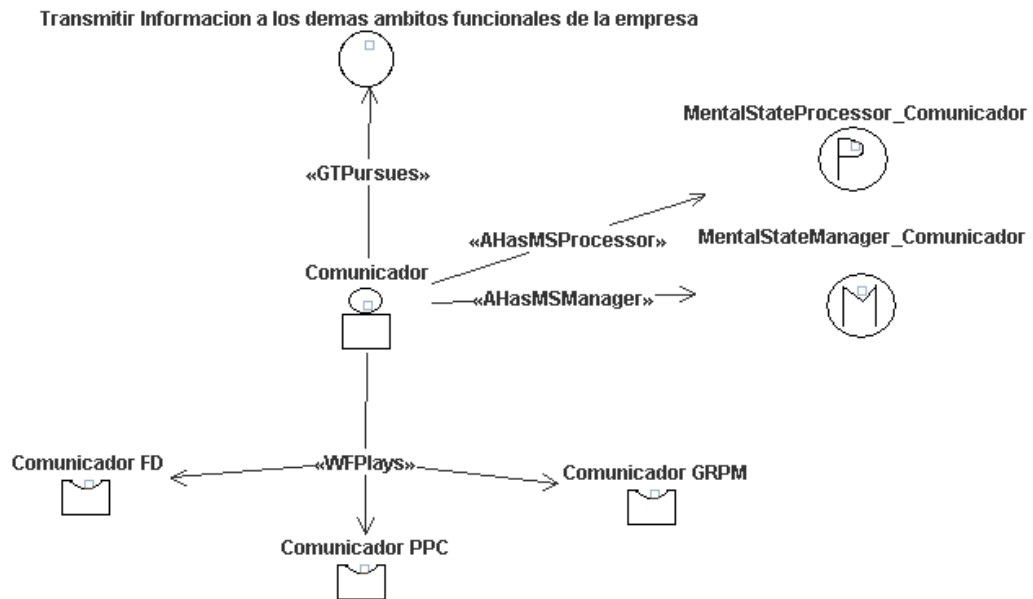 Transmitir Informacion a los demas ambitos funcionales de la empresa
MentalStateProcessor_Comunicador
P
«GTPursues»
«AHasMSProcessor»
MentalStateManager_Comunicador
Comunicador
«AHasMSManager»
M
Comunicador FD
«WFPlays»
Comunicador GRPM
Comunicador PPC